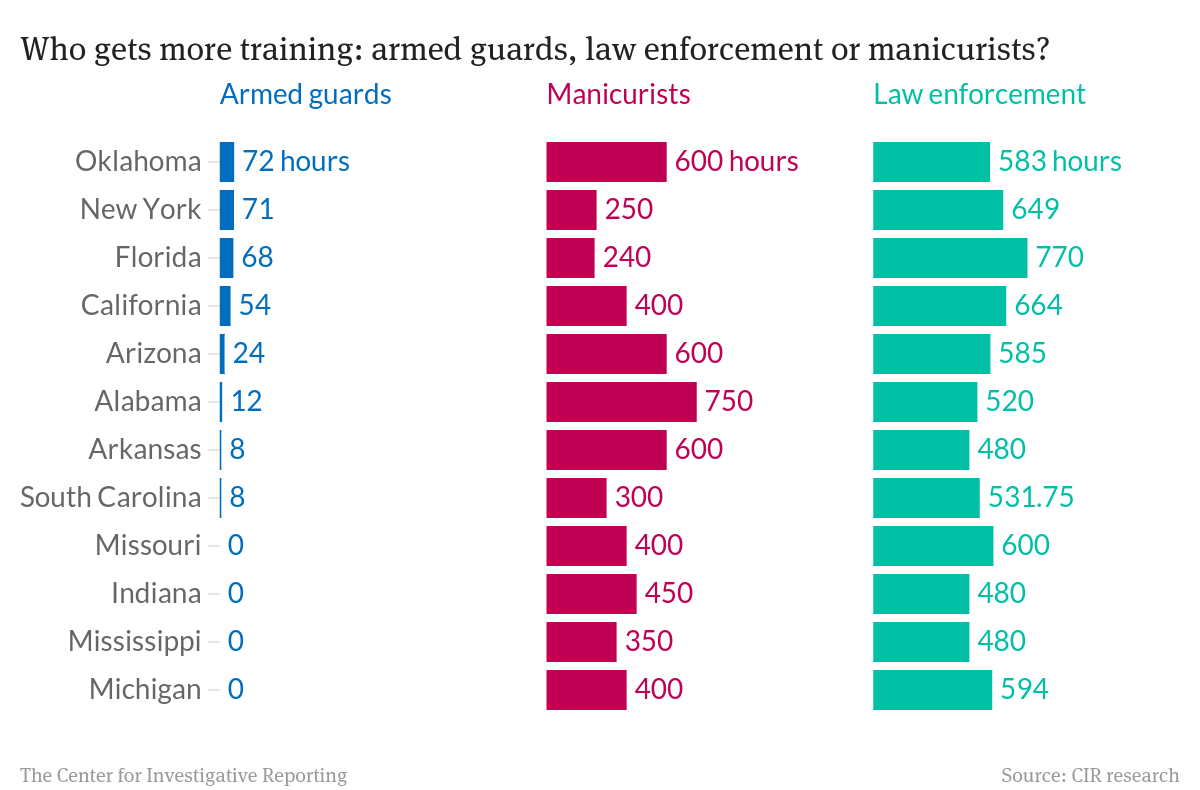 Who gets more training: armed guards, law enforcement or manicurists?
Armed guards Manicurists Law enforcement
Oklahoma 72 hours 600 hours 583 hours
New York 71 250 649
Florida 68 240 770
California 54 400 664
Arizona 24 600 585
Alabama 12 750 520
Arkansas 8 600 480
South Carolina 8 300 531.75
Missouri 0 400 600
Indiana 0 450 480
Mississippi 0 350 480
Michigan 0 400 594
The Center for Investigative Reporting Source: CIR research